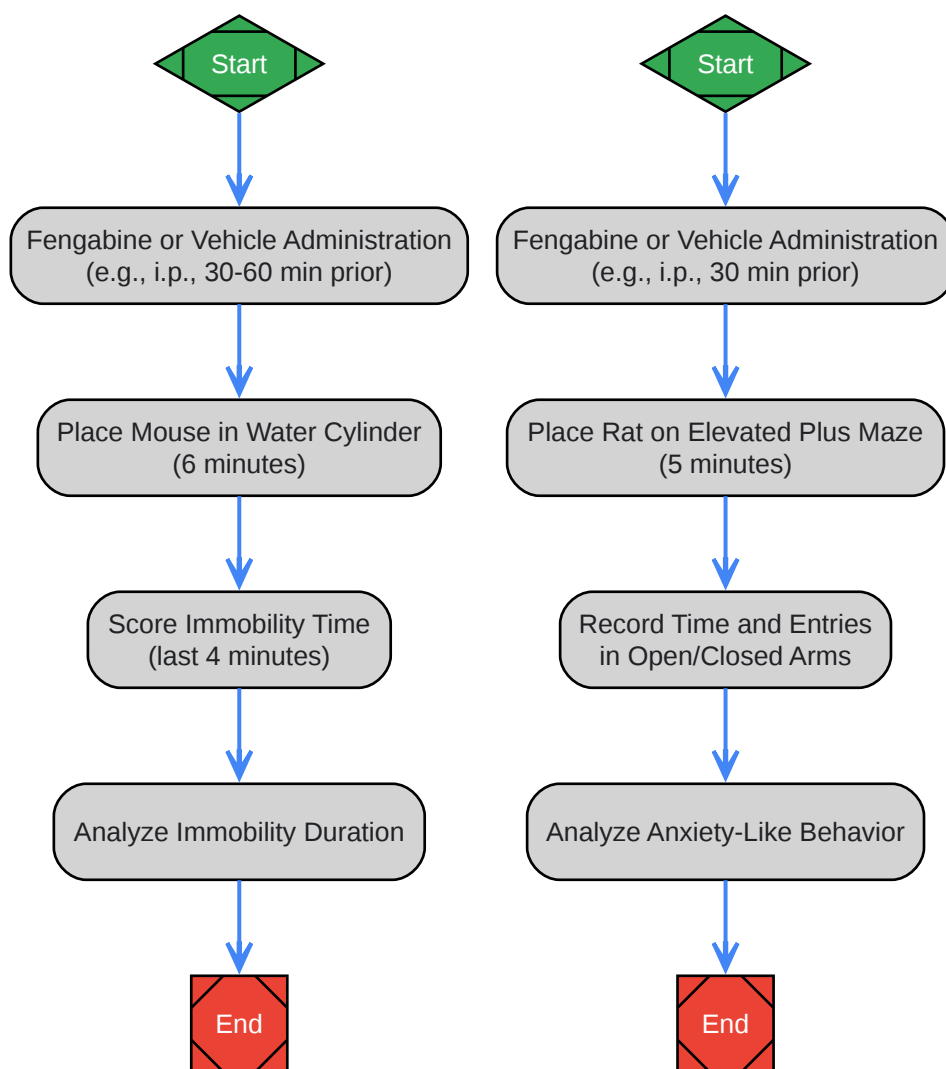 Start
Fengabine or Vehicle Administration
(e.g., i.p., 30-60 min prior)
Place Mouse in Water Cylinder
(6 minutes)
Score Immobility Time
(last 4 minutes)
Analyze Immobility Duration
End
Start
Fengabine or Vehicle Administration
(e.g., i.p., 30 min prior)
Place Rat on Elevated Plus Maze
(5 minutes)
Record Time and Entries
in Open/Closed Arms
Analyze Anxiety-Like Behavior
End